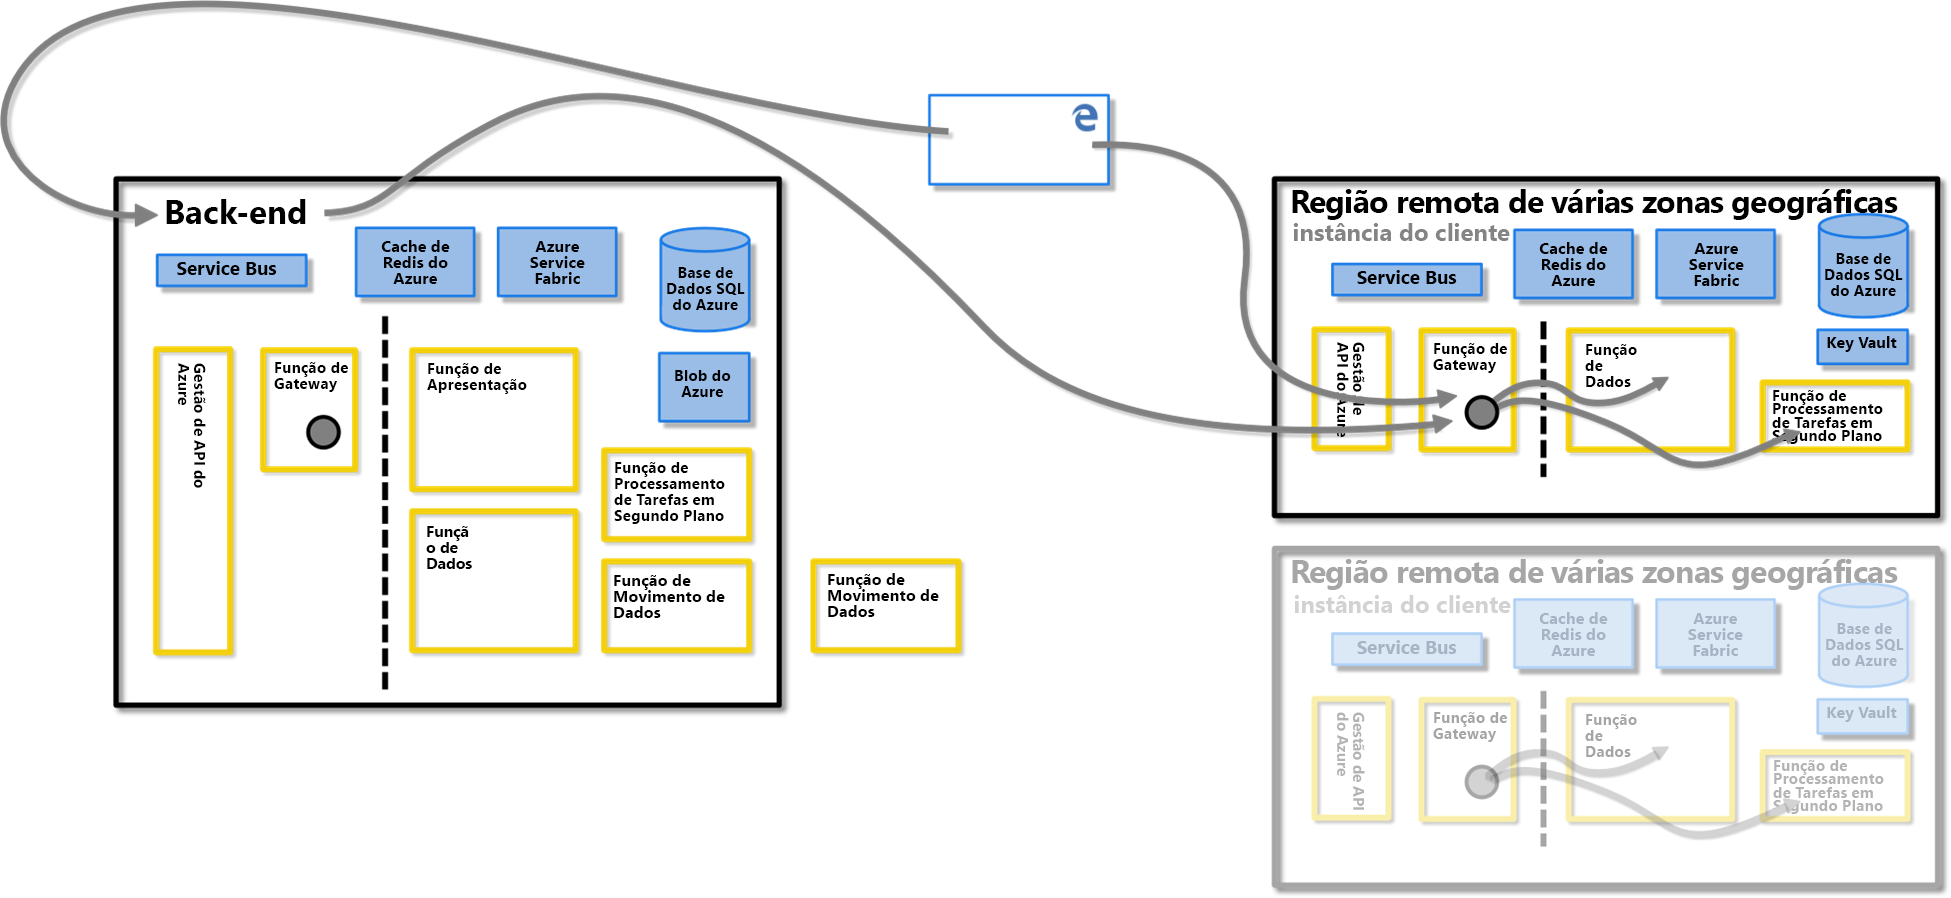 Back-end
Service Bus
Cache de
Redis do
Azure
Azure
Service
Fabric
Base de
Dados SQL
do Azure
Gestão de API do
Azure
Função de
Gateway
Função de
Apresentação
Blob do
Azure
Função de
Processamento
de Tarefas em
Segundo Plano
Funçã
o de
Dados
Função de
Movimento de
Dados
Função de
Movimento de
Dados
Região remota de várias zonas geográficas
instância do cliente
Service Bus
Cache de
Redis do
Azure
Azure
Service
Fabric
Base de
Dados SQL
do Azure
Key Vault
Gestão de
API do Azure
Função de
Gateway
Função
de
Dados
Função de
Processamento
de Tarefas em
Segundo Plano
Região remota de várias zonas geográficas
instância do cliente
Service Bus
Cache de
Redis do
Azure
Azure
Service
Fabric
Base de
Dados SQL
do Azure
Key Vault
Gestão de API
do Azure
Função de
Gateway
Função
de
Dados
Função de
Processamento
de Tarefas em
Segundo Plano